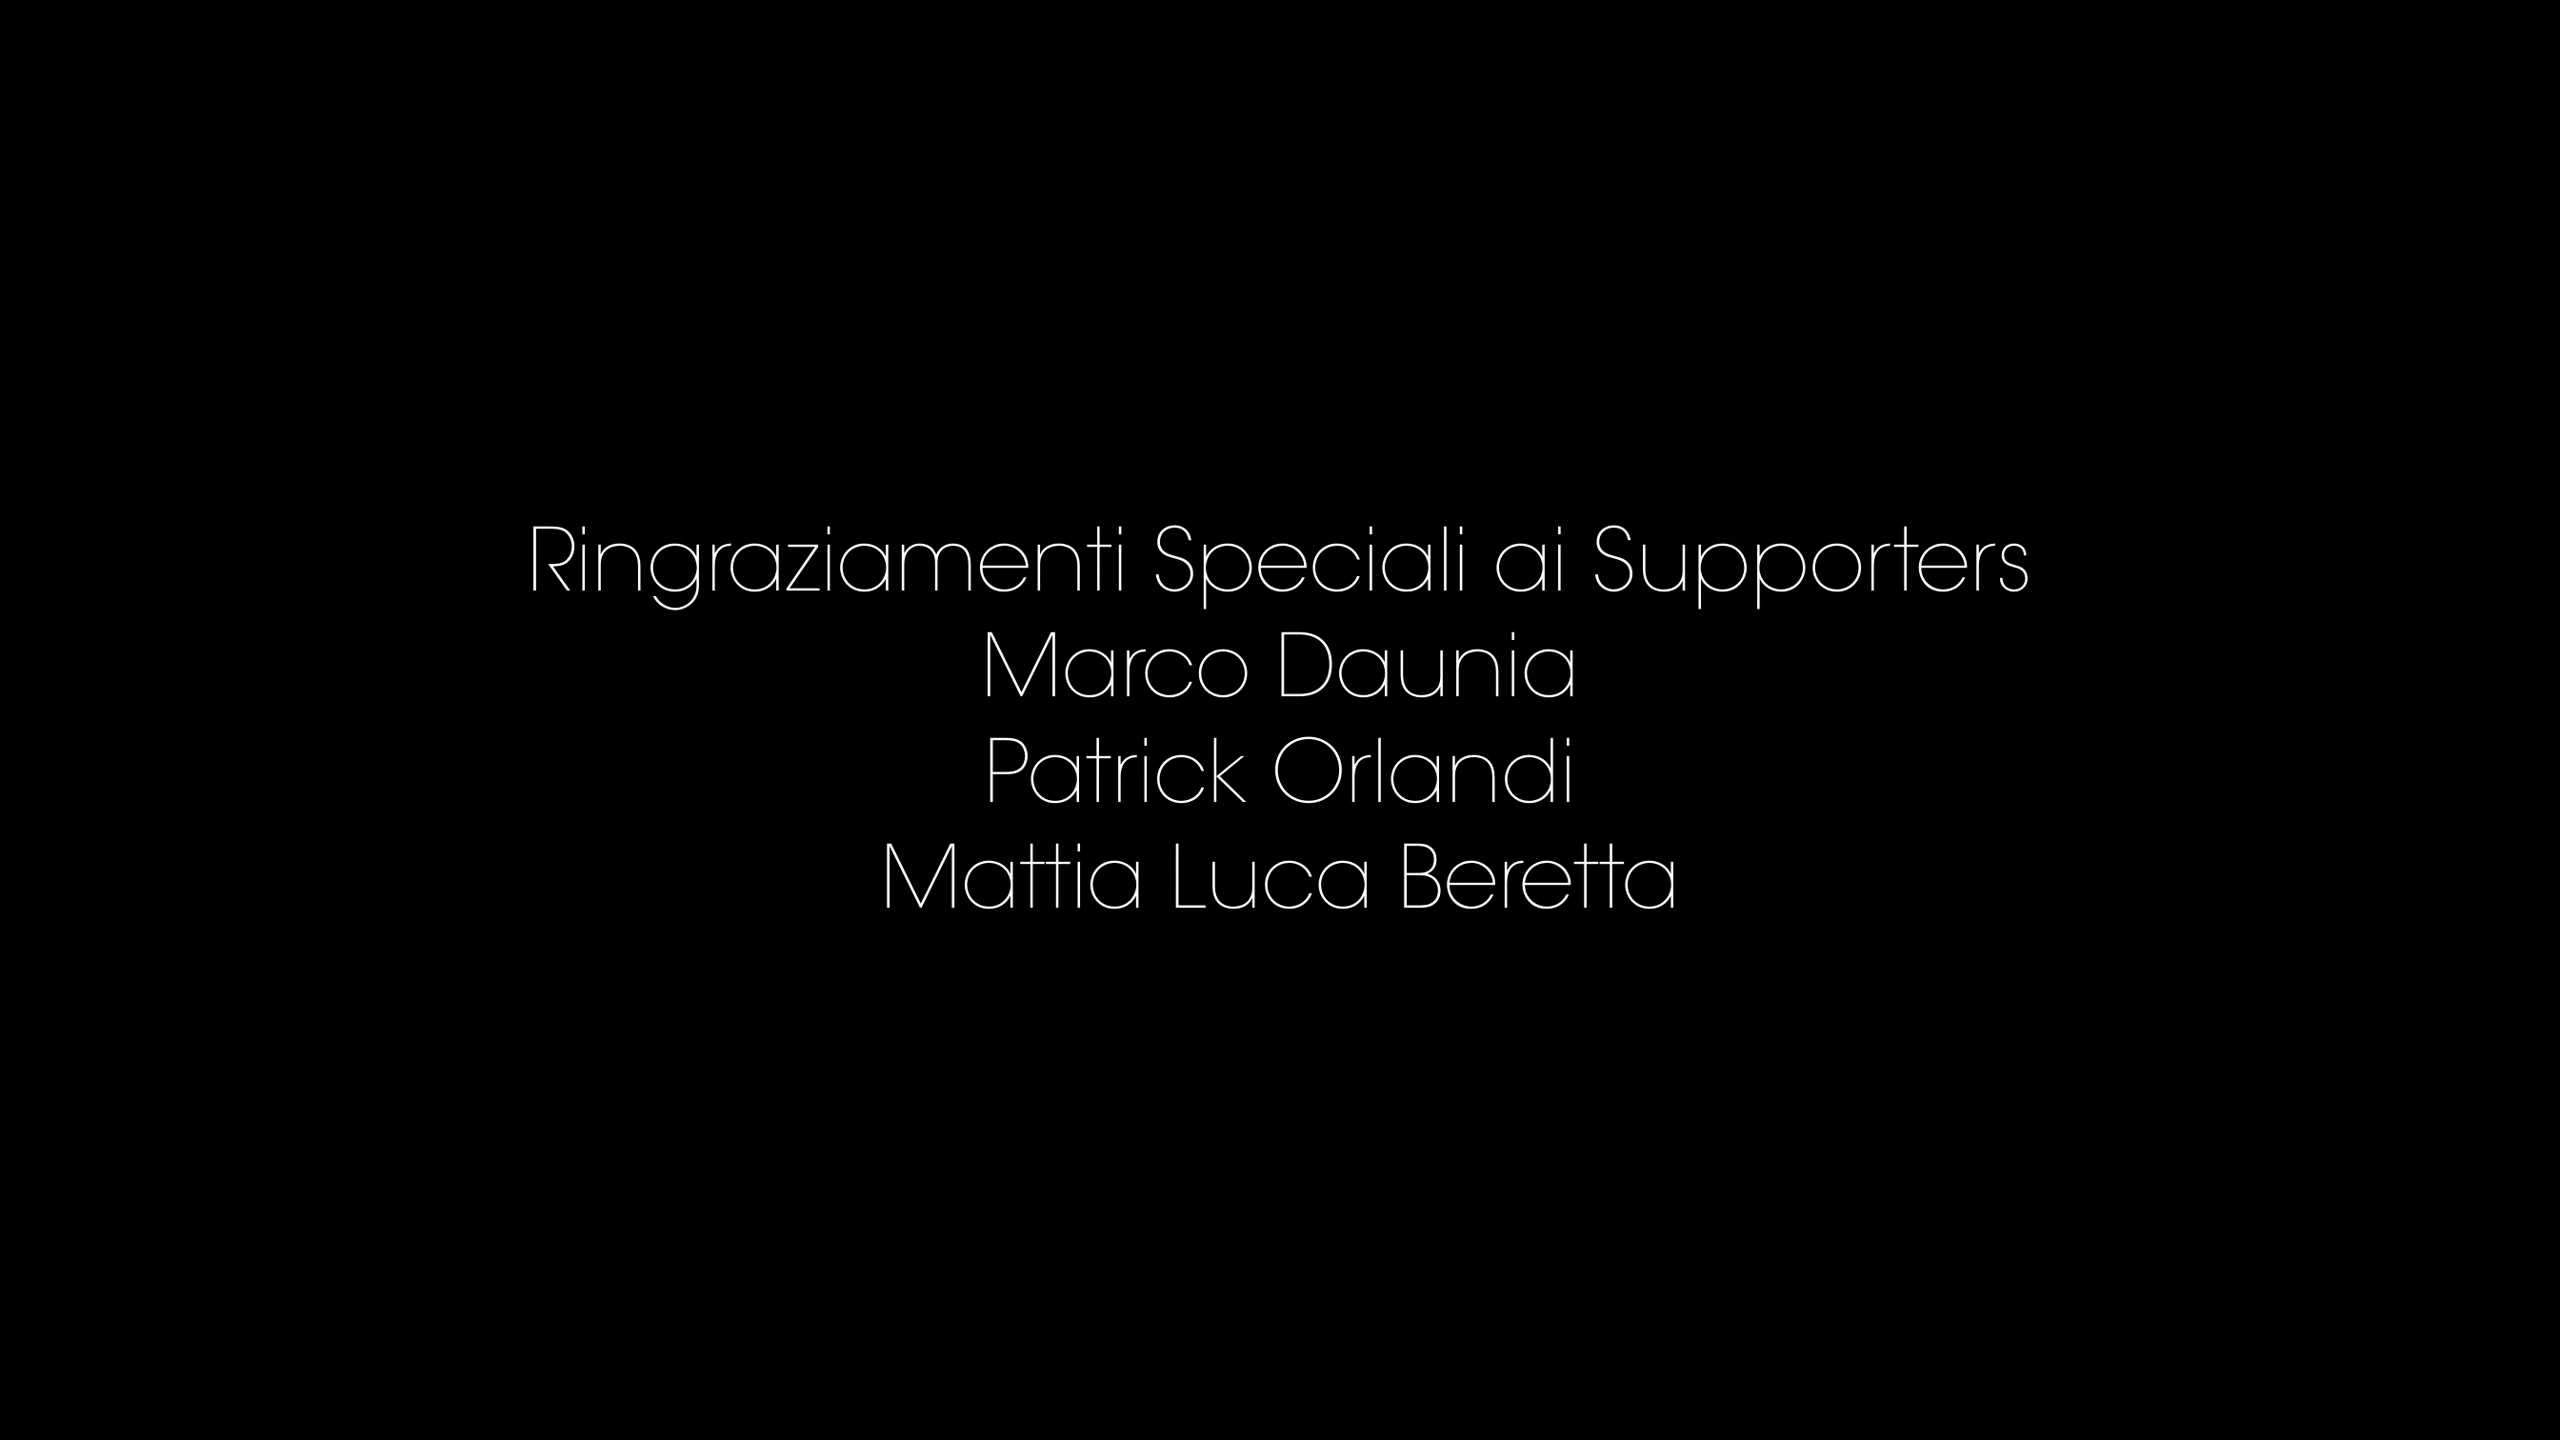 Ringraziamenti Speciali ai Supporters
Marco Daunia
Patrick Orlandi
Mattia Luca Beretta